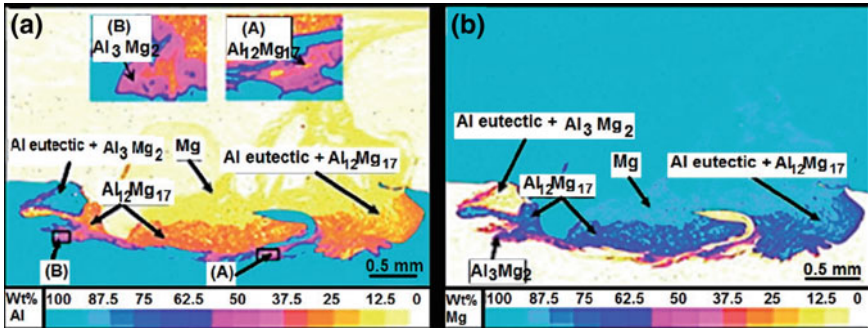 (a)
(B)
Al3 Mg2
(A)
Al12Mg17
Al eutectic + Al3 Mg2
Mg
Al eutectic + Al12Mg17
Al12Mg17
(B)
(A)
0.5 mm
Wt% 100 87.5 75 62.5 50 37.5 25 12.5 0
Al
(b)
Al eutectic + Al3 Mg2
Mg
Al eutectic + Al12Mg17
Al12Mg17
Al3Mg2
0.5 mm
Wt% 100 87.5 75 62.5 50 37.5 25 12.5 0
Mg